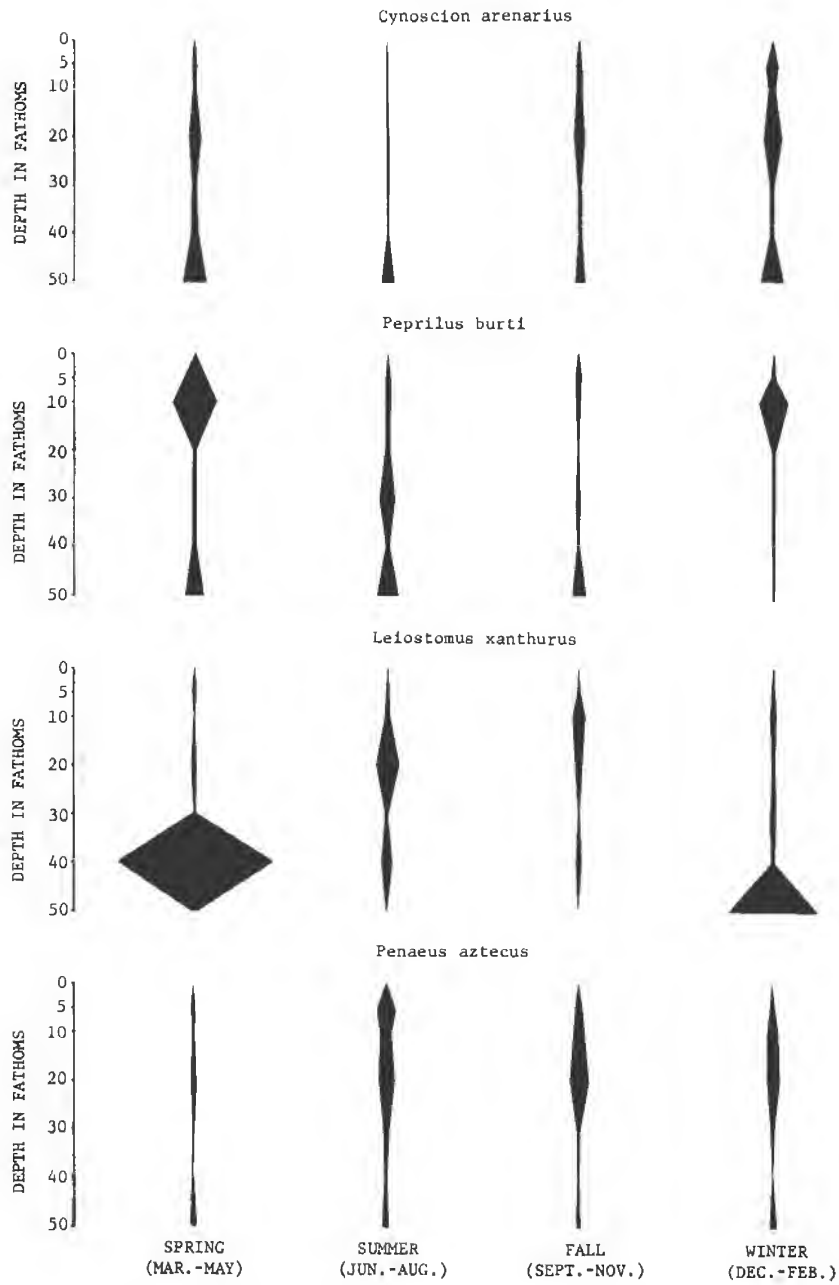 Cynoscion arenarius
DEPTH IN FATHOMS
0
5
10
20
30
40
50
Peprilus burti
DEPTH IN FATHOMS
0
5
10
20
30
40
50
Leiostomus xanthurus
DEPTH IN FATHOMS
0
5
10
20
30
40
50
Penaeus aztecus
DEPTH IN FATHOMS
0
5
10
20
30
40
50
SPRING SUMMER FALL WINTER
(MAR.-MAY) (JUN.-AUG.) (SEPT.-NOV.) (DEC.-FEB.)